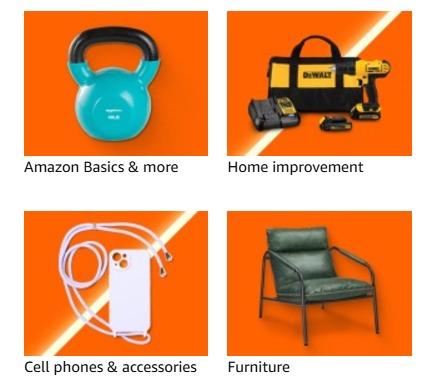 DEWALT
Amazon Basics & more
Home improvement
Cell phones & accessories
Furniture